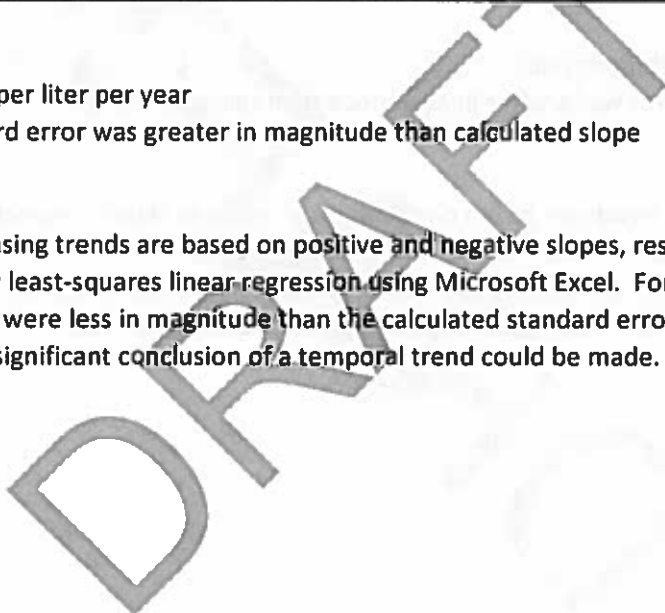 per liter per year
rd error was greater in magnitude than calculated slope
sing trends are based on positive and negative slopes, res
least-squares linear regression using Microsoft Excel. For
were less in magnitude than the calculated standard erro
significant conclusion of a temporal trend could be made.
DRAFT